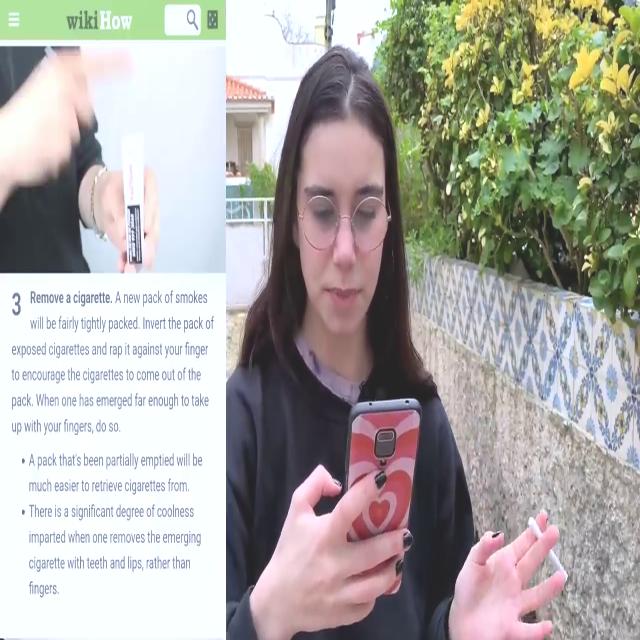 wikiHow
3 Remove a cigarette. A new pack of smokes
will be fairly tightly packed. Invert the pack of
exposed cigarettes and rap it against your finger
to encourage the cigarettes to come out of the
pack. When one has emerged far enough to take
up with your fingers, do so.
• A pack that's been partially emptied will be
much easier to retrieve cigarettes from.
• There is a significant degree of coolness
imparted when one removes the emerging
cigarette with teeth and lips, rather than
fingers.